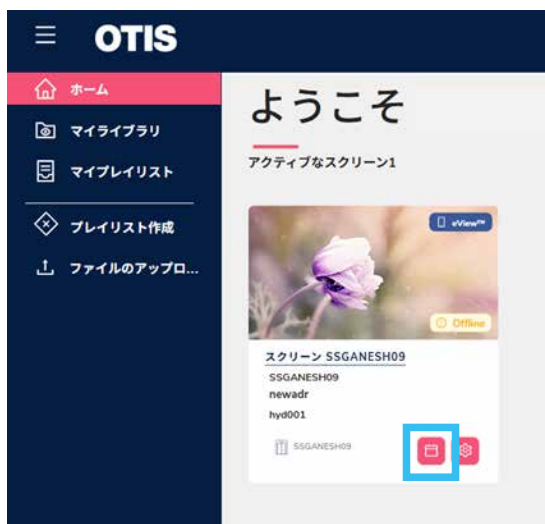 OTIS
ホーム
マイライブラリ
マイプレイリスト
プレイリスト作成
ファイルのアップロ...
ようこそ
アクティブなスクリーン1
eView™
Offline
スクリーン SSGANESH09
SSGANESH09
newadr
hyd001
SSGANESH09